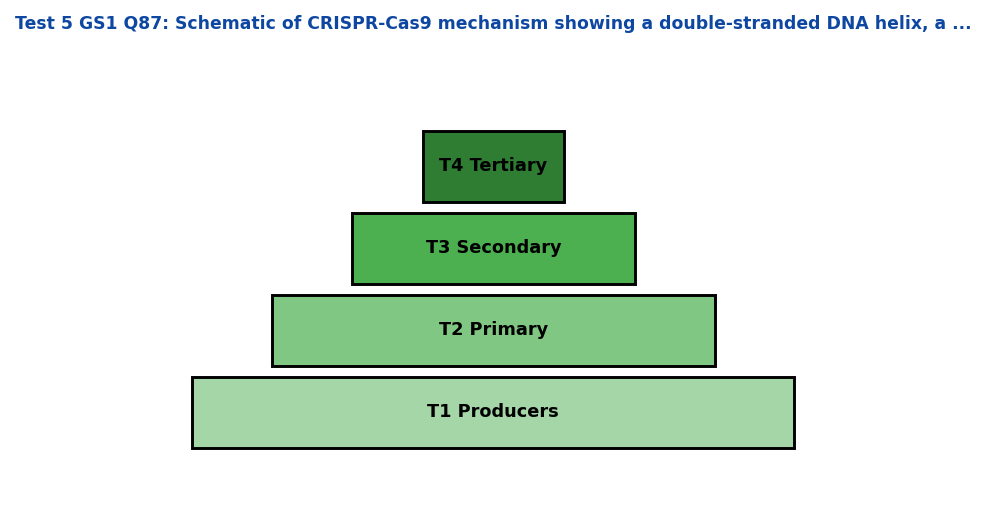 Test 5 GS1 Q87: Schematic of CRISPR-Cas9 mechanism showing a double-stranded DNA helix, a ...
T4 Tertiary
T3 Secondary
T2 Primary
T1 Producers